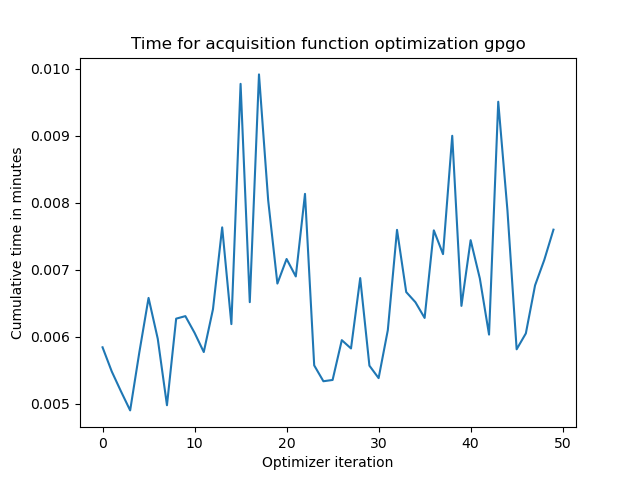 Time for acquisition function optimization gpgo
0.010
0.009
0.008
0.007
0.006
0.005
Cumulative time in minutes
0 10 20 30 40 50
Optimizer iteration